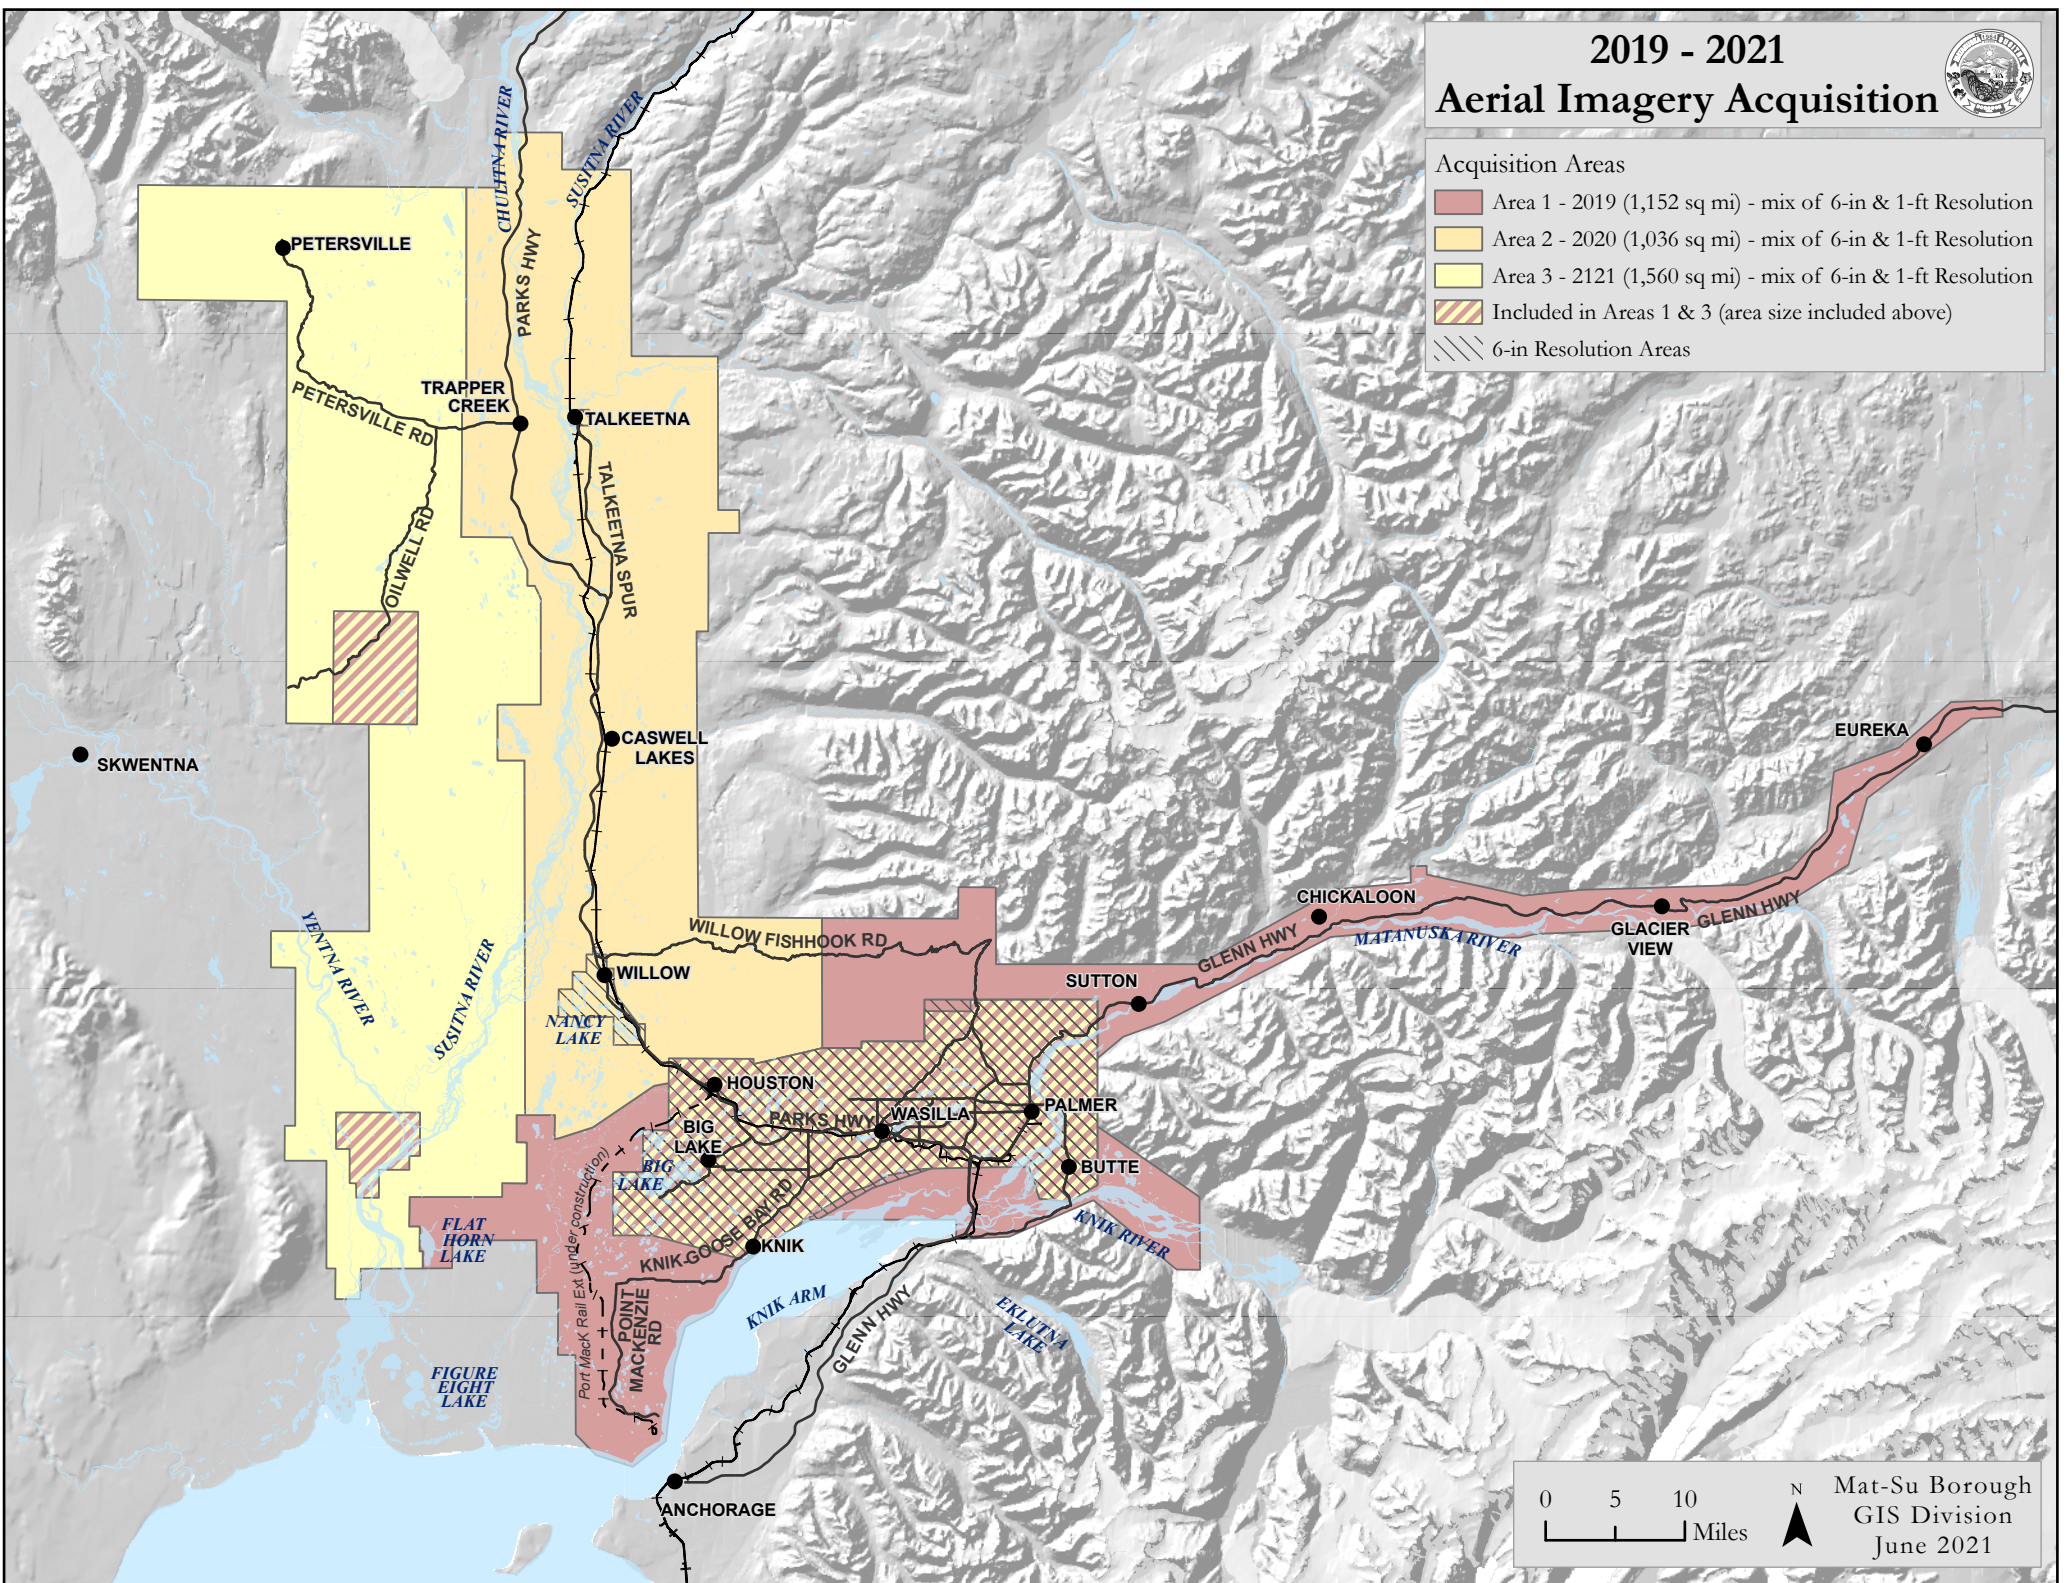 2019 - 2021
Aerial Imagery Acquisition
Acquisition Areas
Area 1 - 2019 (1,152 sq mi) - mix of 6-in & 1-ft Resolution
Area 2 - 2020 (1,036 sq mi) - mix of 6-in & 1-ft Resolution
Area 3 - 2121 (1,560 sq mi) - mix of 6-in & 1-ft Resolution
Included in Areas 1 & 3 (area size included above)
6-in Resolution Areas
CHULITNA RIVER
SUSITNA RIVER
PARKS HWY
PETERSVILLE
TRAPPER
CREEK
TALKEETNA
PETERSVILLE RD
OILWELL RD
TALKEETNA SPUR
SKWENTNA
CASWELL
LAKES
EUREKA
YENTNA RIVER
SUSITNA RIVER
WILLOW FISHHOOK RD
WILLOW
NANCY
LAKE
CHICKALOON
GLENN HWY
MATANUSKA RIVER
GLACIER
VIEW
GLENN HWY
SUTTON
HOUSTON
PARKS HWY
WASILLA
PALMER
BIG
LAKE
BIG
LAKE
BUTTE
FLAT
HORN
LAKE
Port MacK Rail Ext (under construction)
KNIK-GOOSE BAY RD
KNIK
KNIK RIVER
POINT
MACKENZIE
RD
KNIK ARM
GLENN HWY
EKLUTNA
LAKE
FIGURE
EIGHT
LAKE
ANCHORAGE
0 5 10
Miles
N
Mat-Su Borough
GIS Division
June 2021